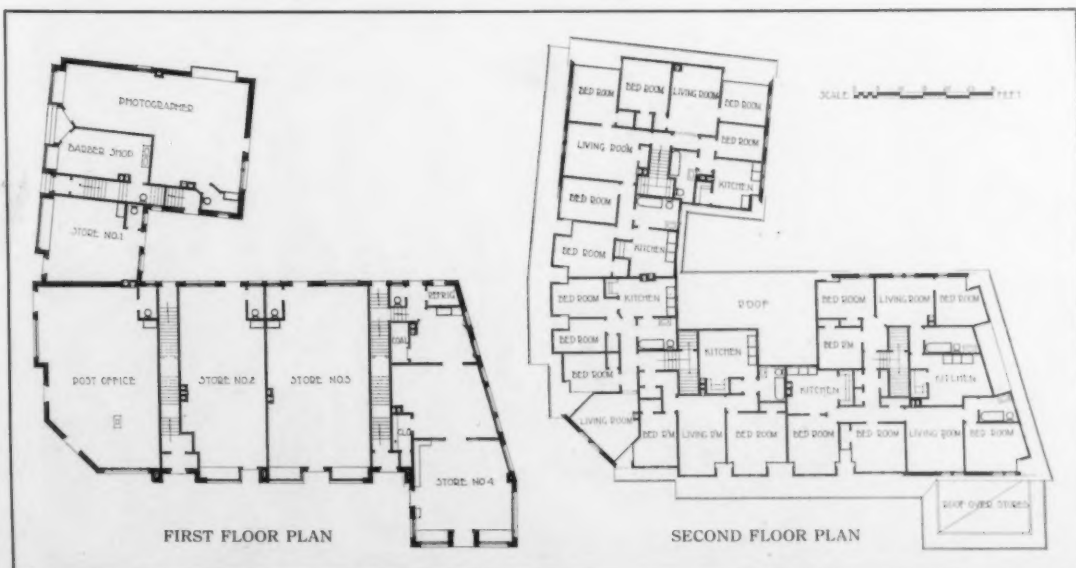 PHOTOGRAPHER
BARBER SHOP
STORE NO.1
POST OFFICE
STORE NO.2
STORE NO.3
REFRIG.
COAL
CLO.
STORE NO 4
FIRST FLOOR PLAN
SCALE FEET
BED ROOM
BED ROOM
LIVING ROOM
BED ROOM
BED ROOM
LIVING ROOM
KITCHEN
BED ROOM
BED ROOM
KITCHEN
BED ROOM
KITCHEN
BED ROOM
BED ROOM
LIVING ROOM
BED R'M
LIVING R'M
BED ROOM
KITCHEN
ROOF
BED ROOM
LIVING ROOM
BED ROOM
BED R'M
KITCHEN
KITCHEN
BED ROOM
BED ROOM
LIVING ROOM
BED ROOM
ROOF OVER STORES
SECOND FLOOR PLAN